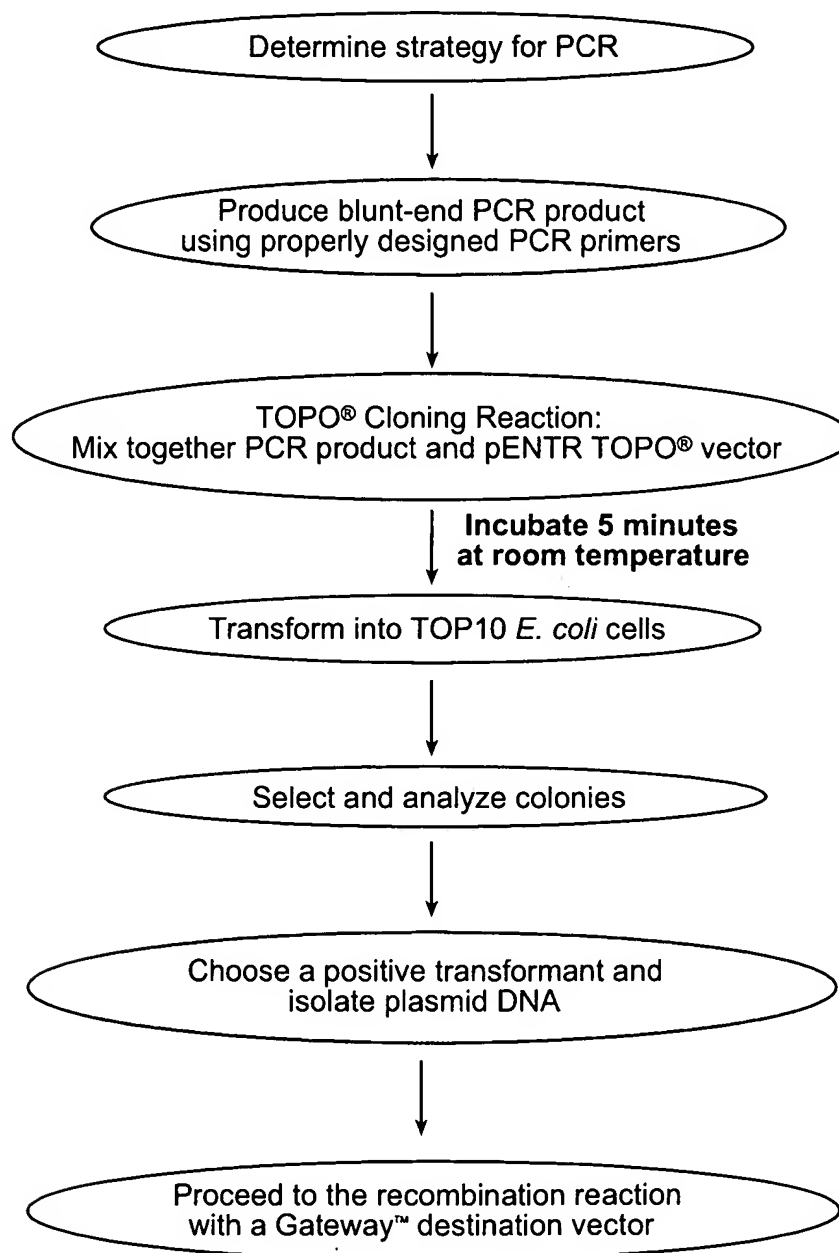 Determine strategy for PCR
Produce blunt-end PCR product
using properly designed PCR primers
TOPO® Cloning Reaction:
Mix together PCR product and pENTR TOPO® vector
Incubate 5 minutes
at room temperature
Transform into TOP10 E. coli cells
Select and analyze colonies
Choose a positive transformant and
isolate plasmid DNA
Proceed to the recombination reaction
with a Gateway™ destination vector